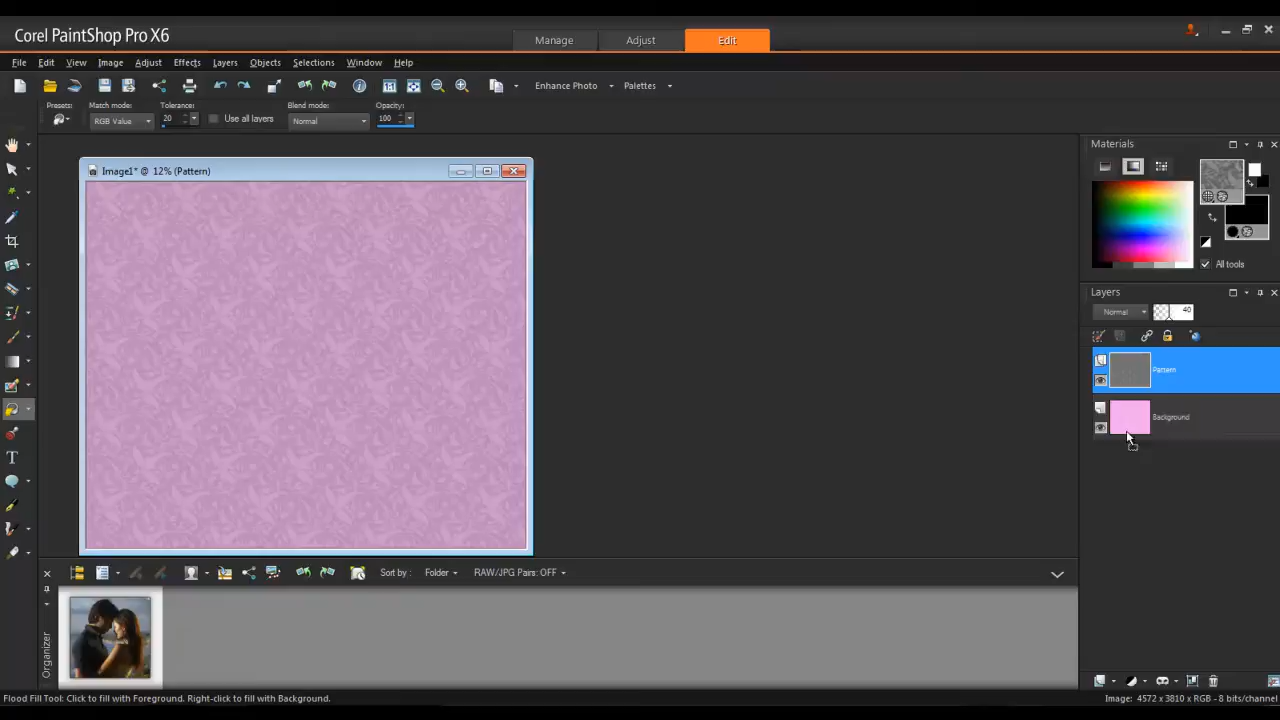 Corel PaintShop Pro X6
Manage Adjust Edit
File Edit View Image Adjust Effects Layers Objects Selections Window Help
1:1 Enhance Photo Palettes
Presets: Match mode: Tolerance: Blend mode: Opacity:
RGB Value 20 Use all layers Normal 100
Materials
Image1* @ 12% (Pattern)
All tools
Layers
Normal 40
Pattern
Background
Sort by : Folder RAW/JPG Pairs: OFF
Organizer
Flood Fill Tool: Click to fill with Foreground. Right-click to fill with Background.
Image: 4572 x 3810 x RGB - 8 bits/channel